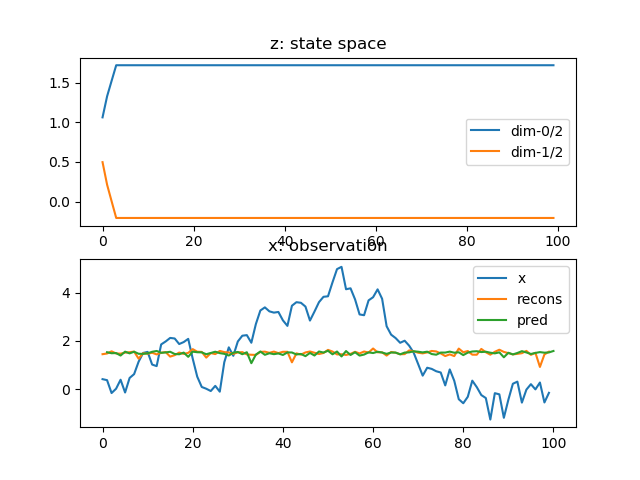 z: state space
1.5
1.0
0.5
0.0
dim-0/2
dim-1/2
0 20 40 60 80 100
x: observation
4
2
0
x
recons
pred
0 20 40 60 80 100